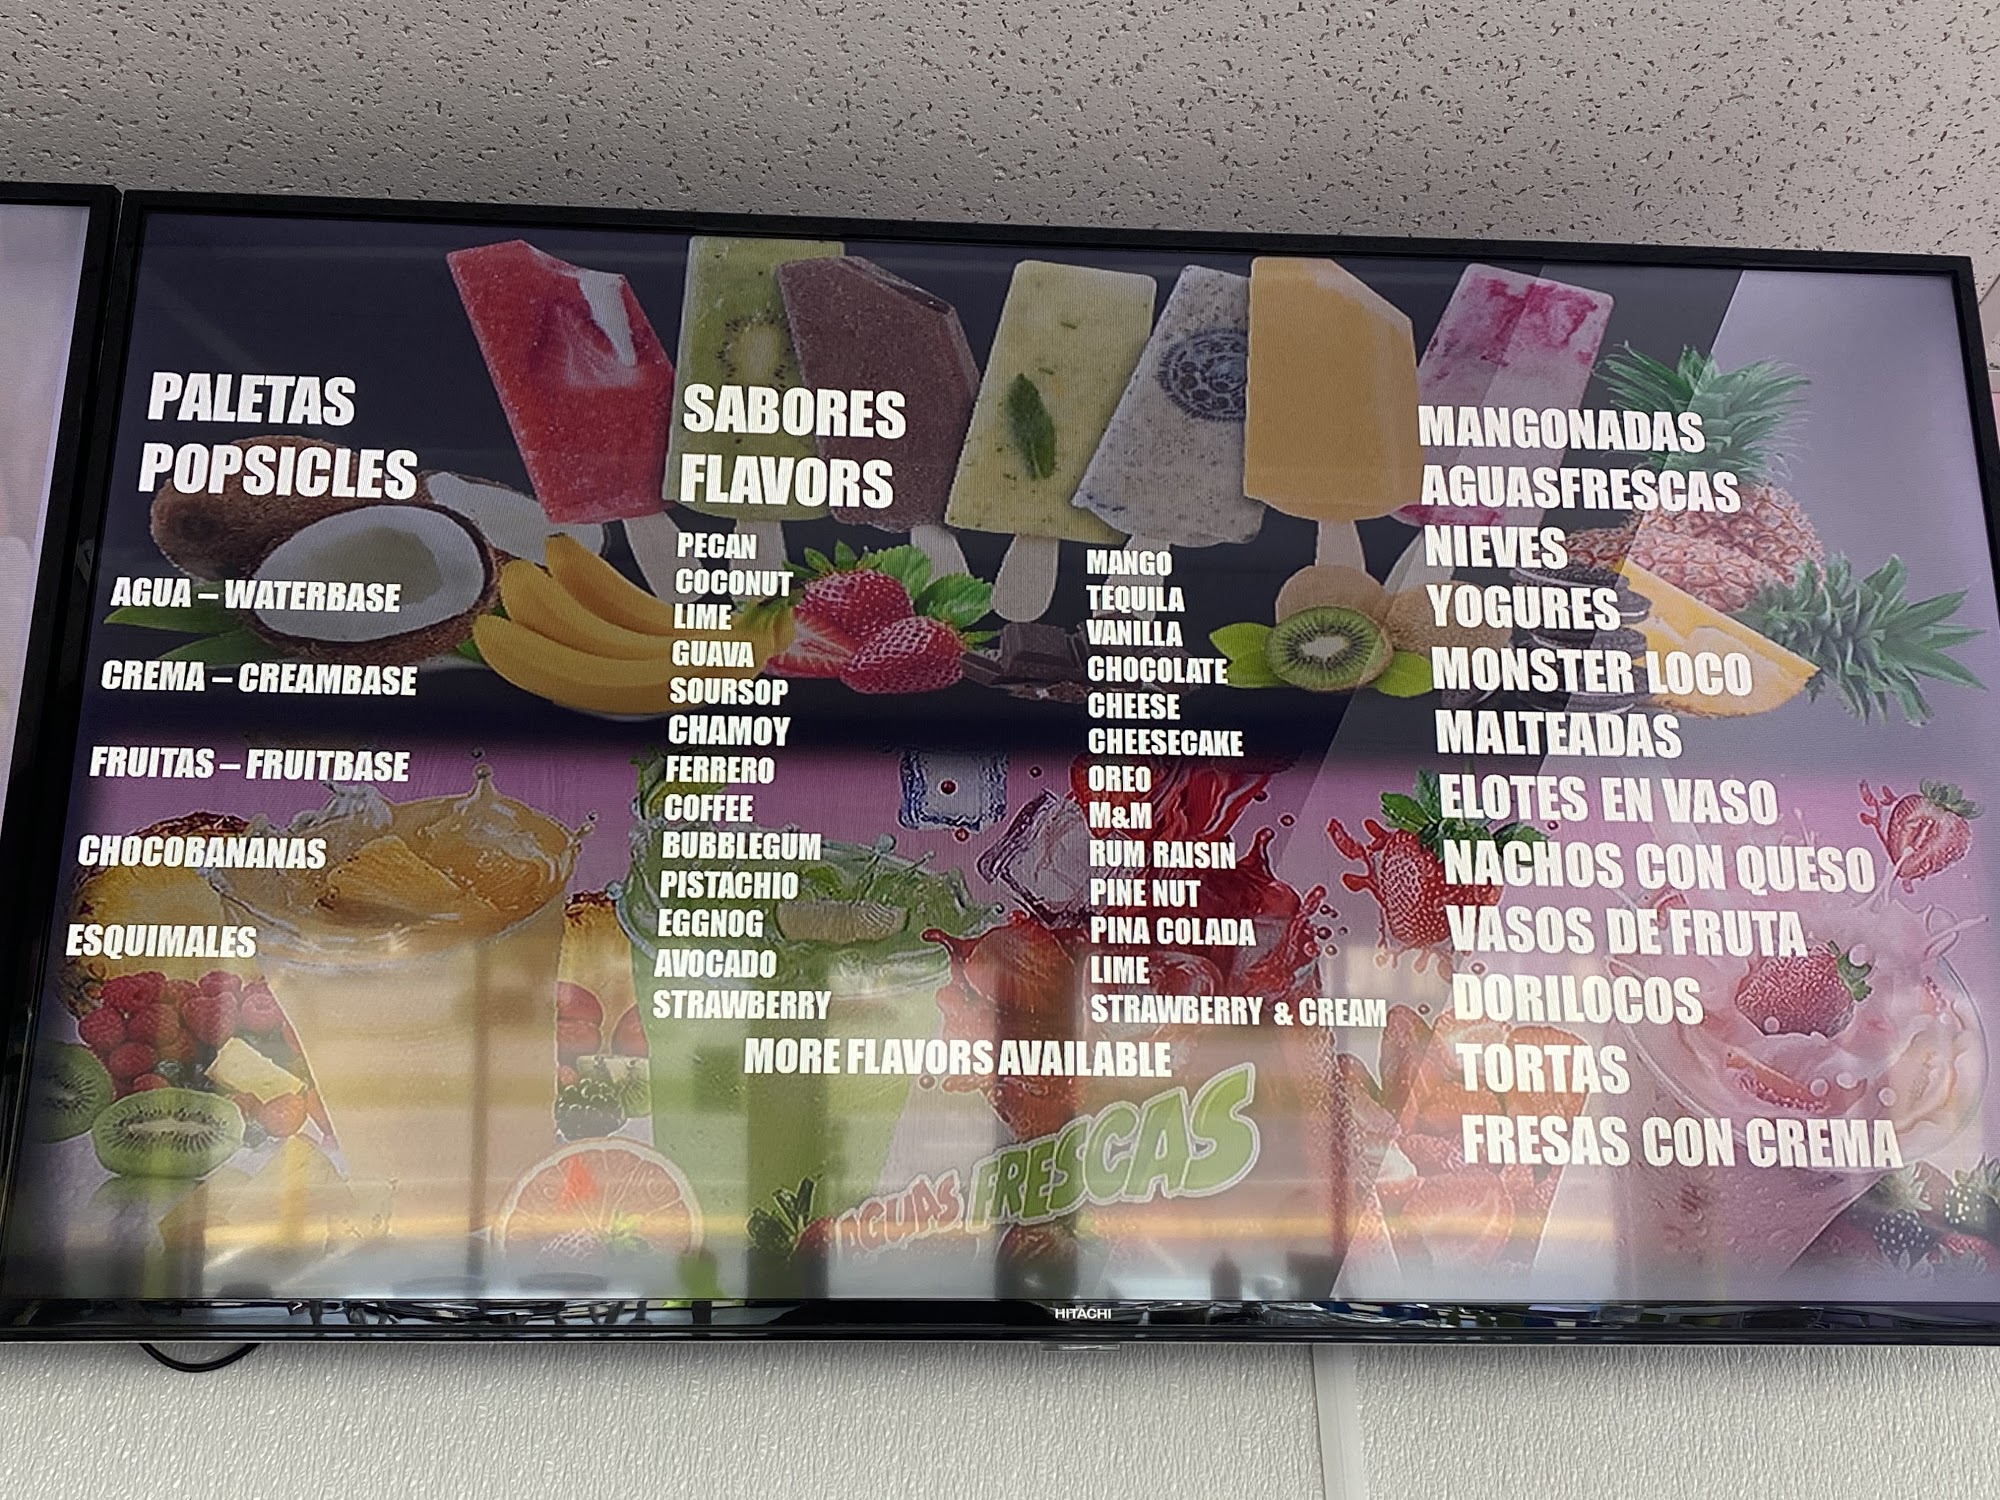 PALETAS
POPSICLES
AGUA – WATERBASE
CREMA – CREAMBASE
FRUITAS – FRUITBASE
CHOCOBANANAS
ESQUIMALES
SABORES
FLAVORS
PECAN
COCONUT
LIME
GUAVA
SOURSOP
CHAMOY
FERRERO
COFFEE
BUBBLEGUM
PISTACHIO
EGGNOG
AVOCADO
STRAWBERRY
MANGO
TEQUILA
VANILLA
CHOCOLATE
CHEESE
CHEESECAKE
OREO
M&M
RUM RAISIN
PINE NUT
PINA COLADA
LIME
STRAWBERRY & CREAM
MORE FLAVORS AVAILABLE
AGUAS FRESCAS
MANGONADAS
AGUASFRESCAS
NIEVES
YOGURES
MONSTER LOCO
MALTEADAS
ELOTES EN VASO
NACHOS CON QUESO
VASOS DE FRUTA
DORILOCOS
TORTAS
FRESAS CON CREMA
HITACHI